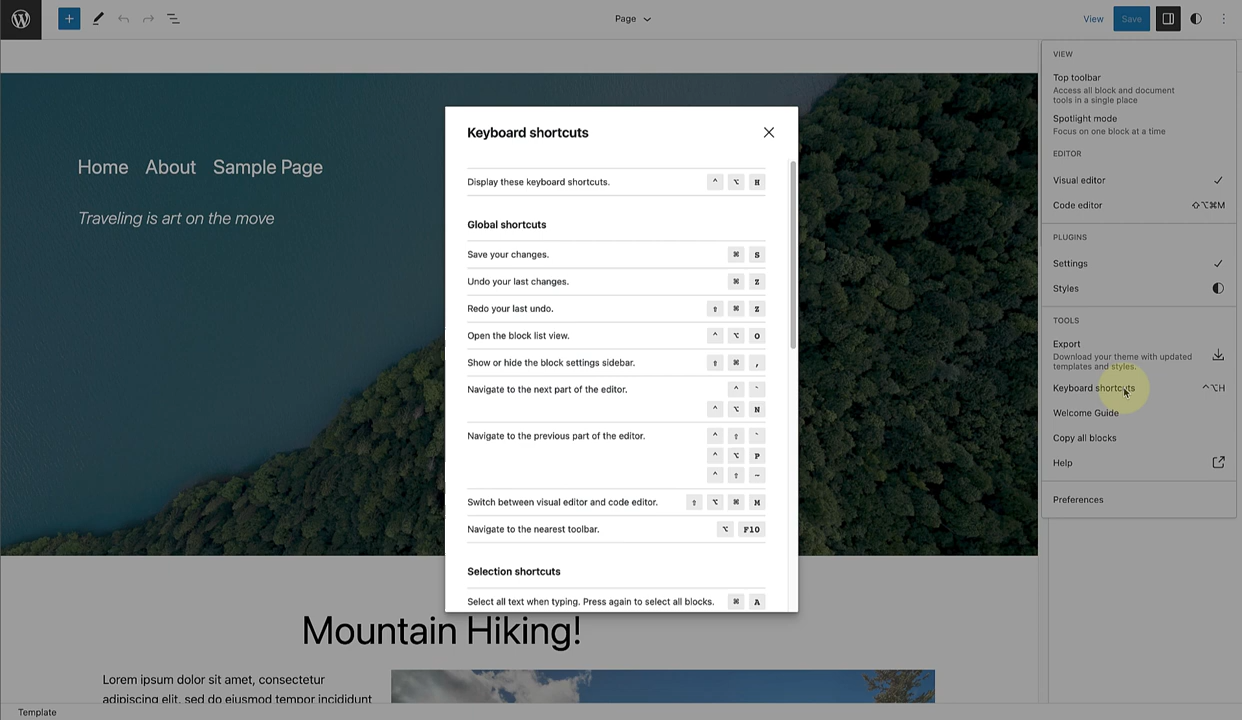 Page
View
Save
Home About Sample Page
Traveling is art on the move
Mountain Hiking!
Lorem ipsum dolor sit amet, consectetur
adipiscing elit, sed do eiusmod tempor incididunt
Template
Keyboard shortcuts
Display these keyboard shortcuts. ^ ⌥ H
Global shortcuts
Save your changes. ⌘ S
Undo your last changes. ⌘ Z
Redo your last undo. ⇧ ⌘ Z
Open the block list view. ^ ⌥ O
Show or hide the block settings sidebar. ⇧ ⌘ ,
Navigate to the next part of the editor. ^ `
^ ⌥ N
Navigate to the previous part of the editor. ^ ⇧ `
^ ⌥ P
^ ⇧ ~
Switch between visual editor and code editor. ⇧ ⌥ ⌘ M
Navigate to the nearest toolbar. ⌥ F10
Selection shortcuts
Select all text when typing. Press again to select all blocks. ⌘ A
VIEW
Top toolbar
Access all block and document
tools in a single place
Spotlight mode
Focus on one block at a time
EDITOR
Visual editor
Code editor ⇧⌥⌘M
PLUGINS
Settings
Styles
TOOLS
Export
Download your theme with updated
templates and styles.
Keyboard shortcuts ^⌥H
Welcome Guide
Copy all blocks
Help
Preferences